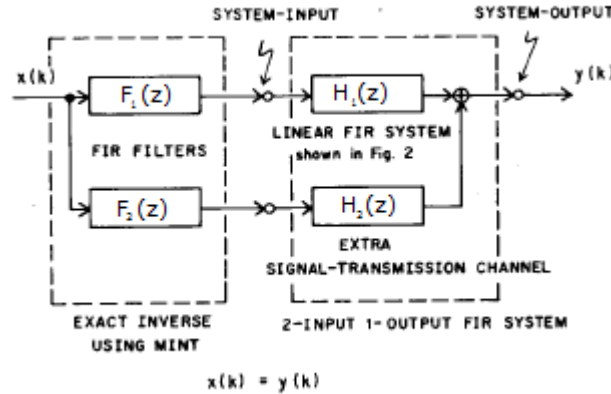 SYSTEM-INPUT
SYSTEM-OUTPUT
x(k)
F₁(z)
H₁(z)
y(k)
FIR FILTERS
LINEAR FIR SYSTEM
shown in Fig. 2
F₂(z)
H₂(z)
EXTRA
SIGNAL-TRANSMISSION CHANNEL
EXACT INVERSE
USING MINT
2-INPUT 1-OUTPUT FIR SYSTEM
x(k) = y(k)